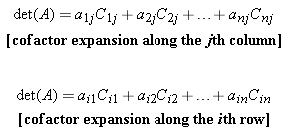 det(A) = a₁ⱼC₁ⱼ + a₂ⱼC₂ⱼ + ... + aₙⱼCₙⱼ
[cofactor expansion along the jth column]
det(A) = aᵢ₁Cᵢ₁ + aᵢ₂Cᵢ₂ + ... + aᵢₙCᵢₙ
[cofactor expansion along the ith row]